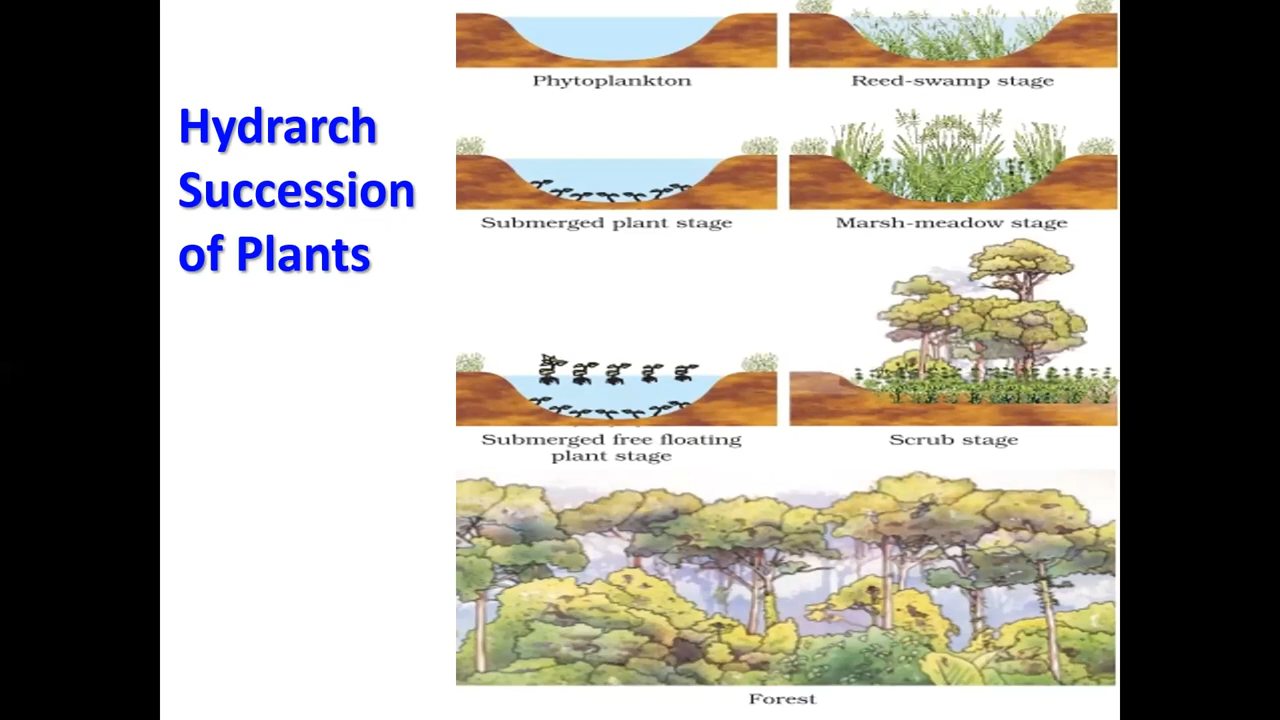 Hydrarch
Succession
of Plants
Phytoplankton
Reed-swamp stage
Submerged plant stage
Marsh-meadow stage
Submerged free floating
plant stage
Scrub stage
Forest